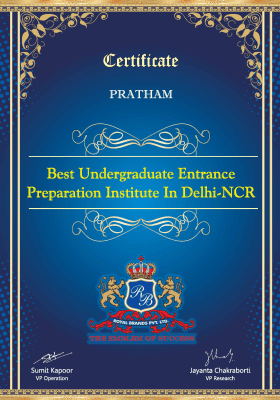 Certificate
PRATHAM
Best Undergraduate Entrance
Preparation Institute In Delhi-NCR
RB
ROYAL BRANDS PVT. LTD.
THE EMBLEM OF SUCCESS
Sumit Kapoor
VP Operation
Jayanta Chakraborti
VP Research